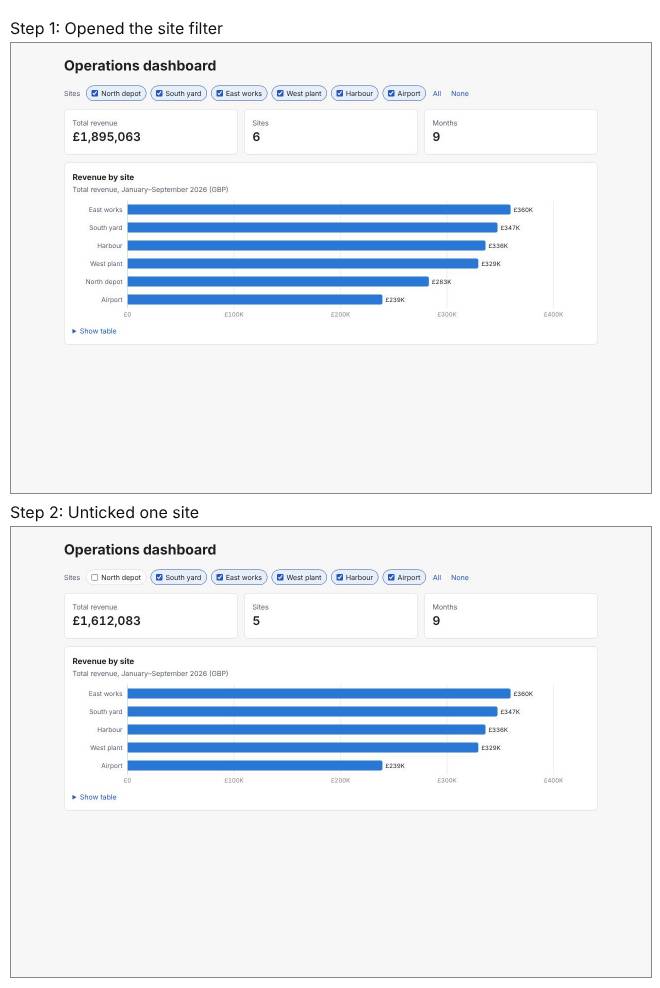 Step 1: Opened the site filter
Operations dashboard
Sites North depot South yard East works West plant Harbour Airport All None
Total revenue Sites Months
£1,895,063 6 9
Revenue by site
Total revenue, January–September 2026 (GBP)
East works £360K
South yard £347K
Harbour £336K
West plant £329K
North depot £283K
Airport £239K
£0 £100K £200K £300K £400K
Show table
Step 2: Unticked one site
Operations dashboard
Sites North depot South yard East works West plant Harbour Airport All None
Total revenue Sites Months
£1,612,083 5 9
Revenue by site
Total revenue, January–September 2026 (GBP)
East works £360K
South yard £347K
Harbour £336K
West plant £329K
Airport £239K
£0 £100K £200K £300K £400K
Show table